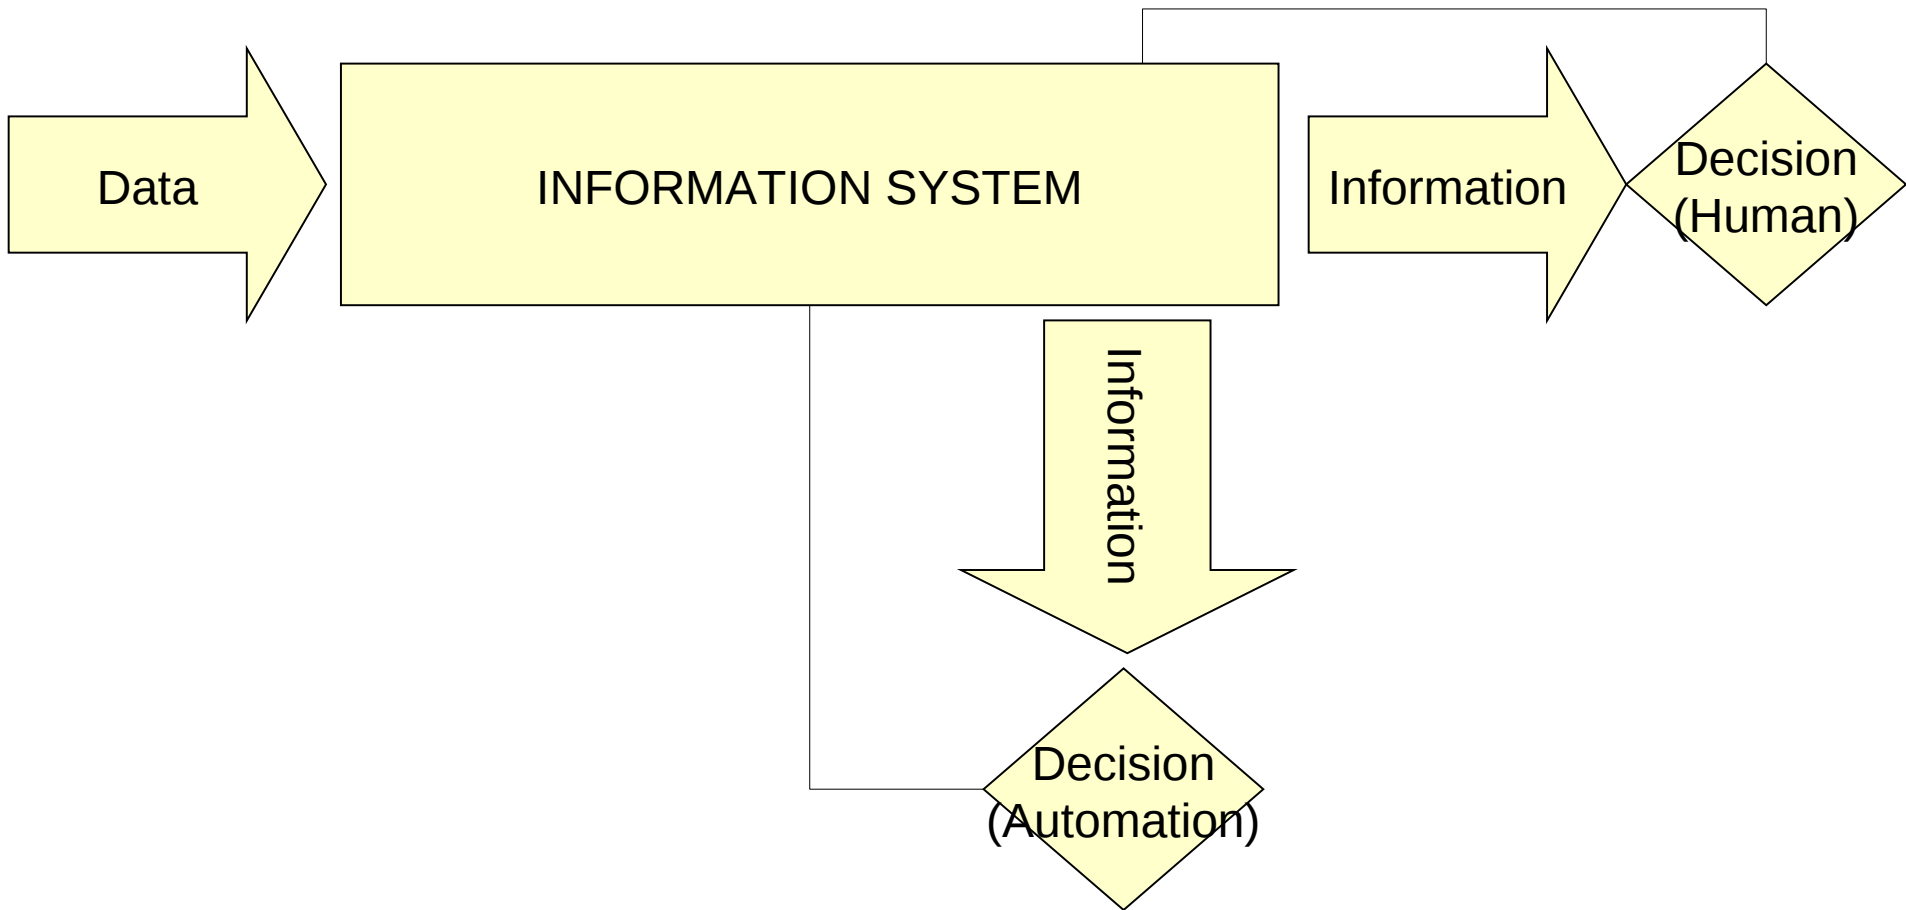 Data
INFORMATION SYSTEM
Information
Decision
(Human)
Information
Decision
(Automation)